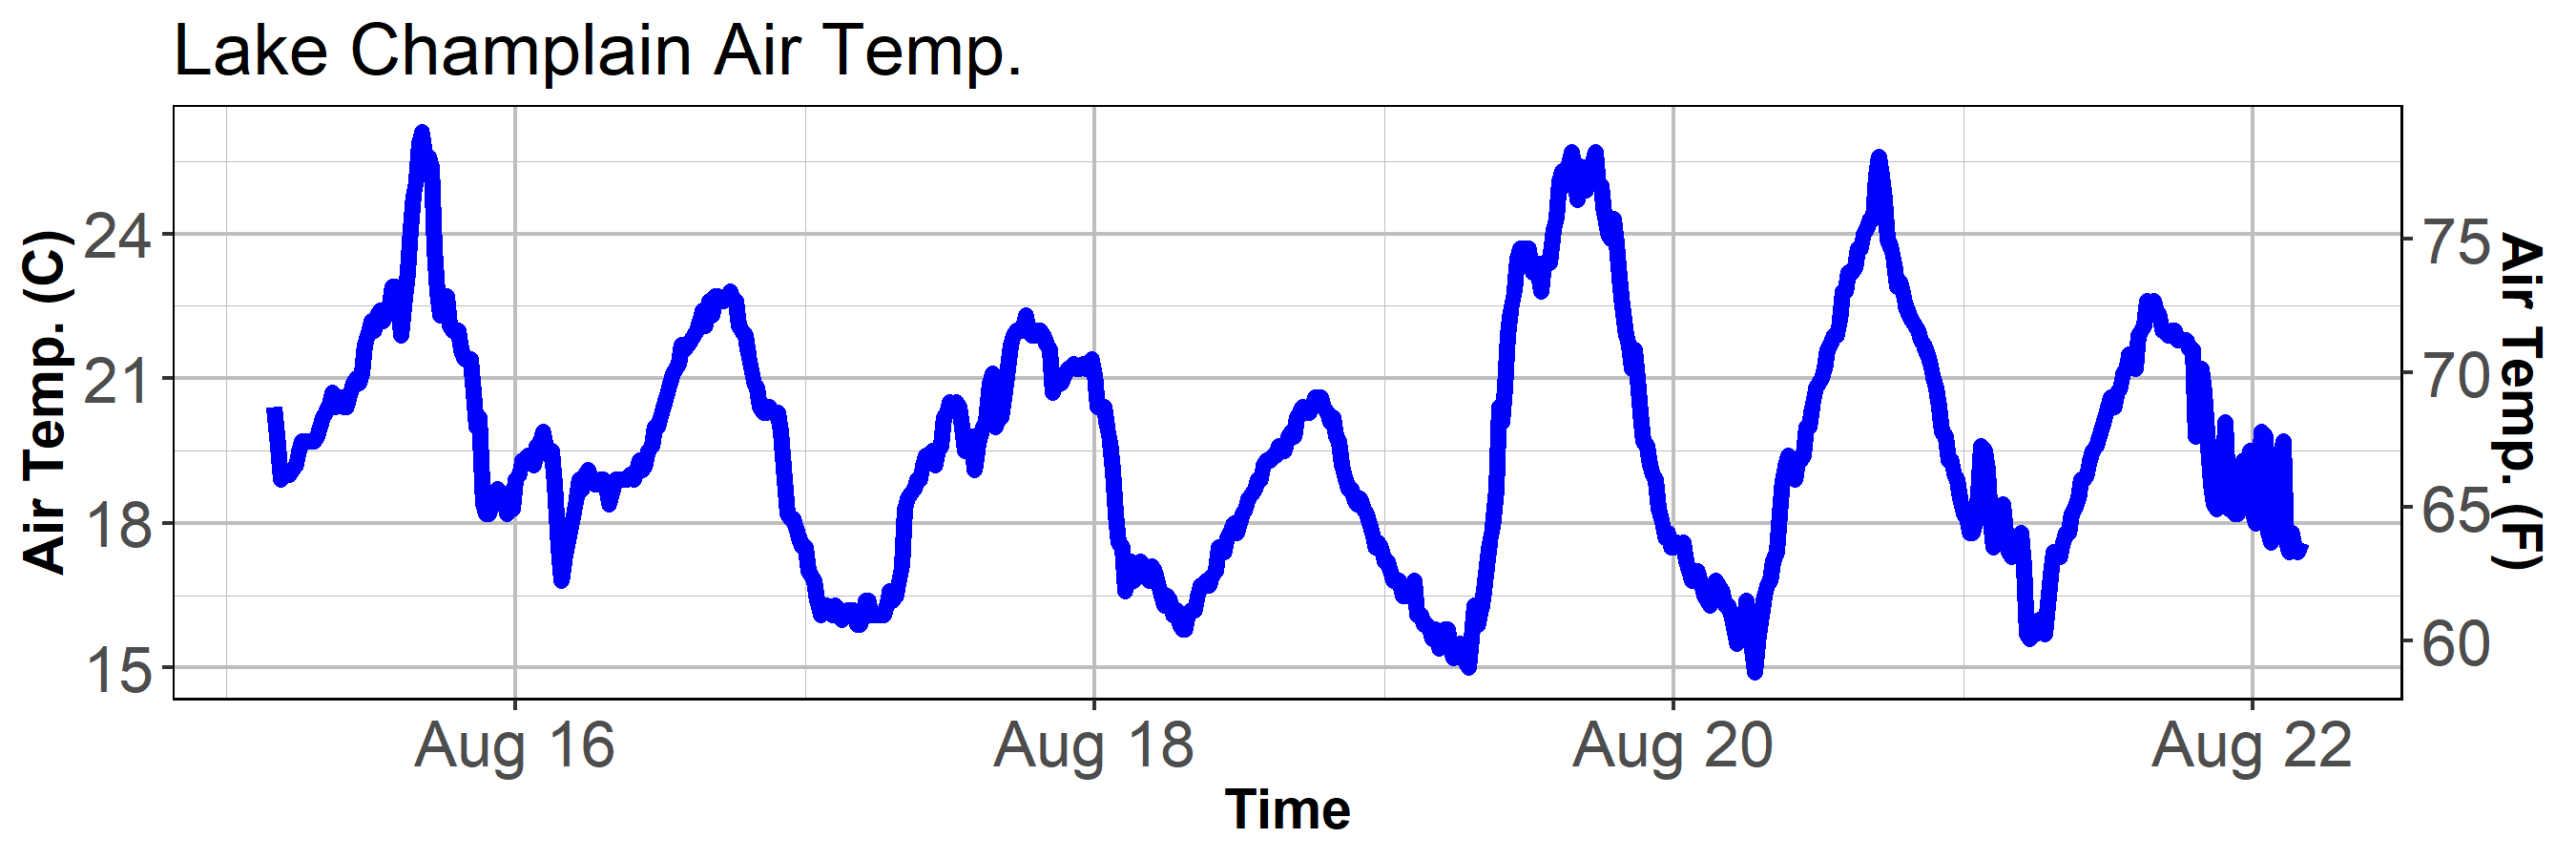 Lake Champlain Air Temp.
Air Temp. (C)
24
21
18
15
75
70
65
60
Air Temp. (F)
Aug 16
Aug 18
Aug 20
Aug 22
Time